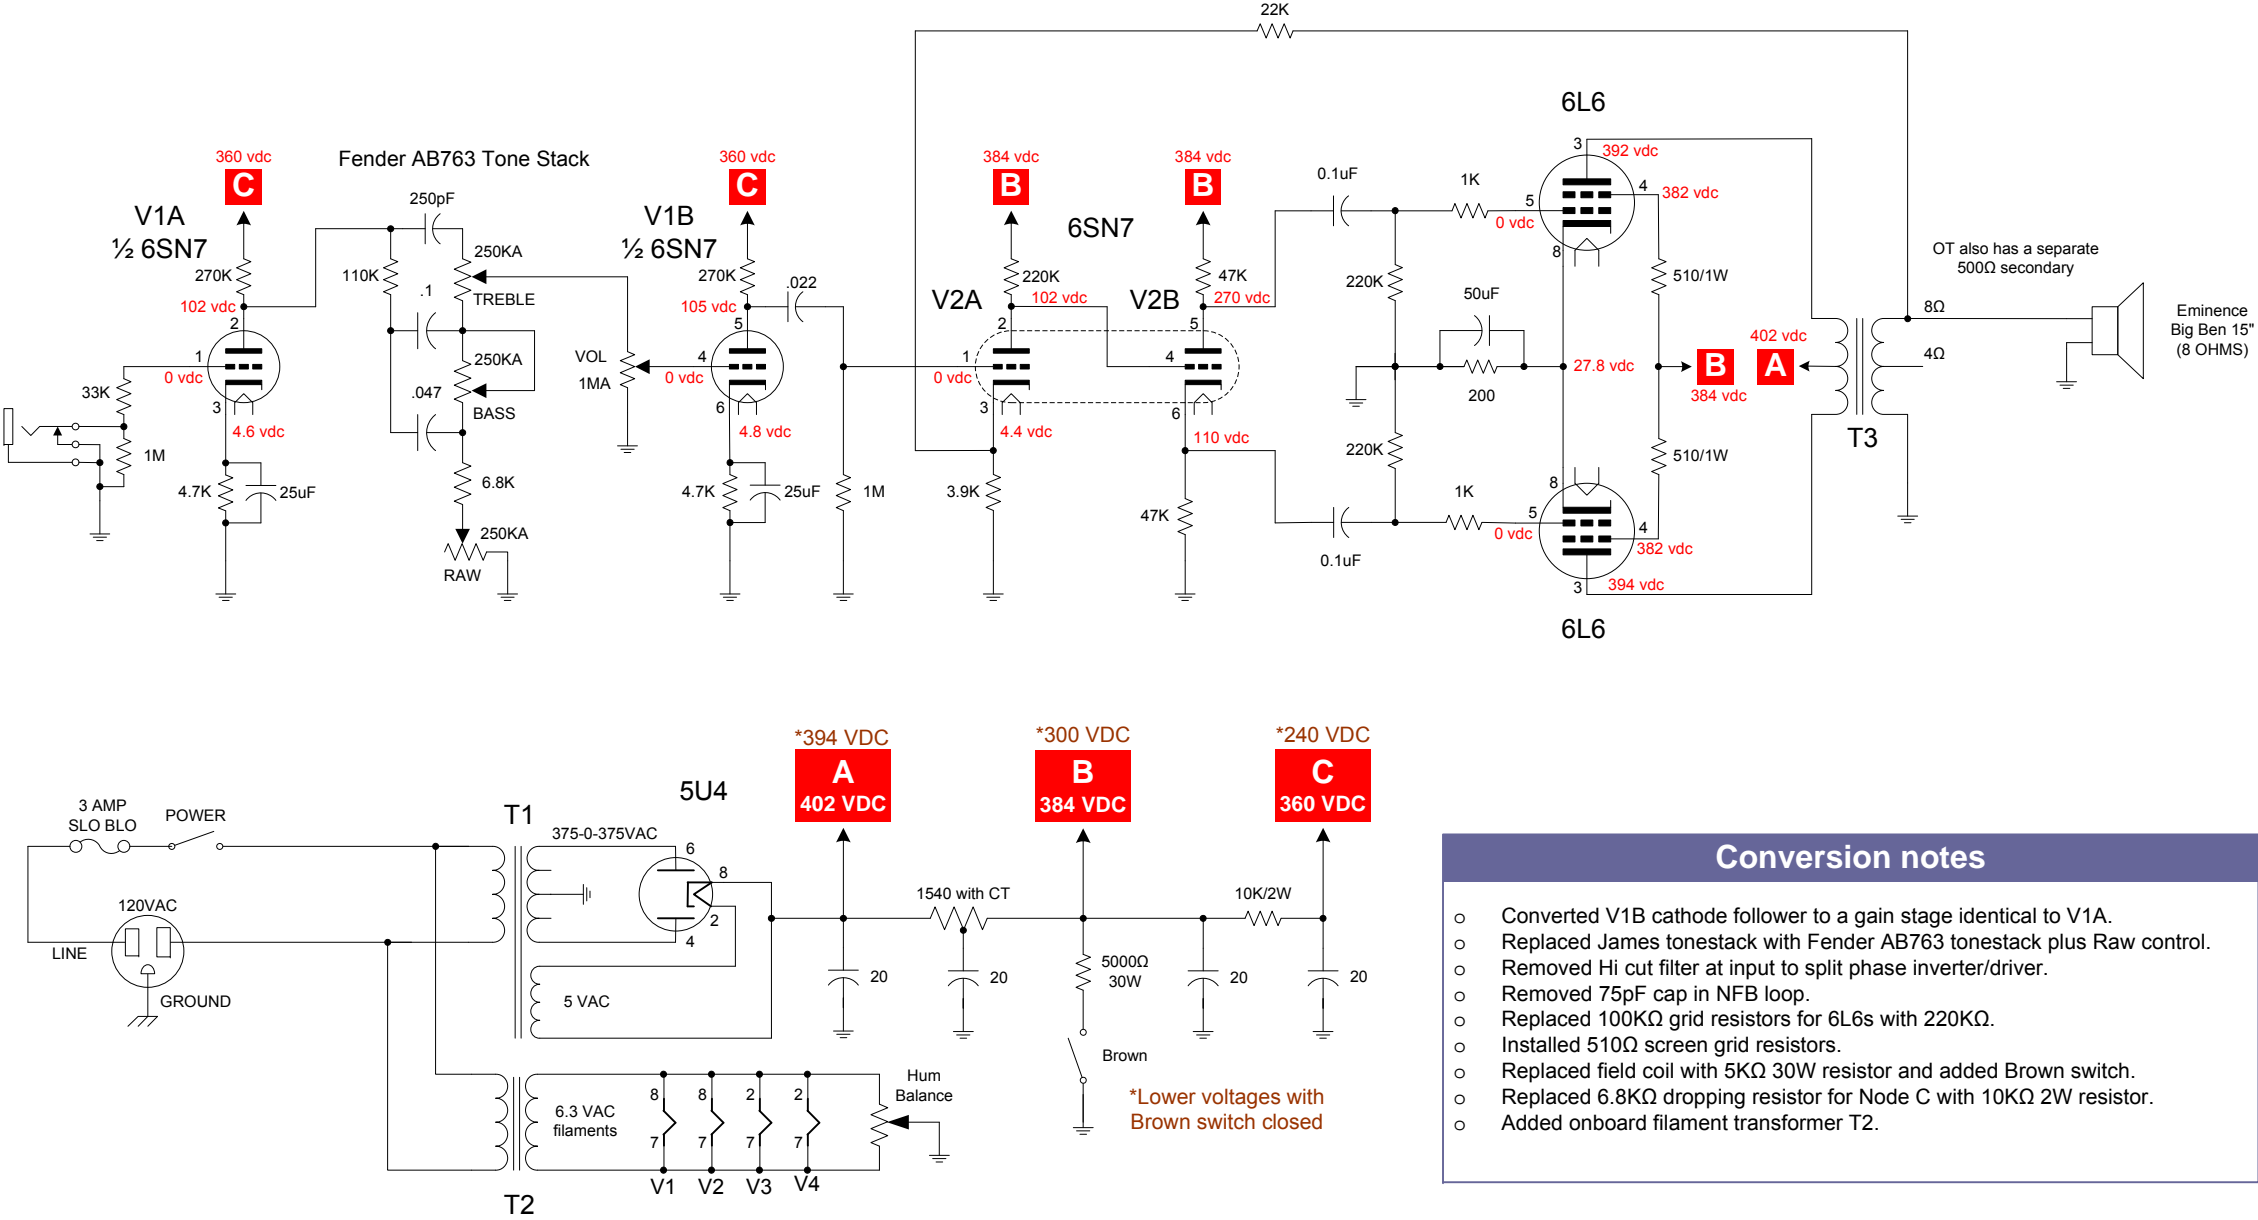 22K
6L6
3
392 vdc
4
382 vdc
5
0 vdc
8
360 vdc
C
Fender AB763 Tone Stack
360 vdc
C
384 vdc
B
384 vdc
B
0.1uF
1K
V1A
½ 6SN7
270K
102 vdc
2
1
0 vdc
33K
3
4.6 vdc
1M
4.7K
25uF
250pF
110K
250KA
TREBLE
.1
250KA
BASS
.047
6.8K
250KA
RAW
VOL
1MA
V1B
½ 6SN7
270K
.022
105 vdc
5
4
0 vdc
6
4.8 vdc
4.7K
25uF
1M
6SN7
V2A
220K
102 vdc
2
1
0 vdc
3
4.4 vdc
3.9K
V2B
47K
270 vdc
5
4
6
110 vdc
47K
220K
50uF
200
27.8 vdc
220K
0.1uF
1K
510/1W
B
384 vdc
402 vdc
A
510/1W
8
5
0 vdc
4
382 vdc
3
394 vdc
6L6
T3
OT also has a separate
500Ω secondary
8Ω
4Ω
Eminence
Big Ben 15"
(8 OHMS)
*394 VDC
A
402 VDC
*300 VDC
B
384 VDC
*240 VDC
C
360 VDC
3 AMP
SLO BLO
POWER
120VAC
LINE
GROUND
T1
375-0-375VAC
5 VAC
5U4
6
8
2
4
20
1540 with CT
20
5000Ω
30W
20
10K/2W
20
Brown
*Lower voltages with
Brown switch closed
T2
6.3 VAC
filaments
8
7
V1
8
7
V2
2
7
V3
2
7
V4
Hum
Balance
Conversion notes
o Converted V1B cathode follower to a gain stage identical to V1A.
o Replaced James tonestack with Fender AB763 tonestack plus Raw control.
o Removed Hi cut filter at input to split phase inverter/driver.
o Removed 75pF cap in NFB loop.
o Replaced 100KΩ grid resistors for 6L6s with 220KΩ.
o Installed 510Ω screen grid resistors.
o Replaced field coil with 5KΩ 30W resistor and added Brown switch.
o Replaced 6.8KΩ dropping resistor for Node C with 10KΩ 2W resistor.
o Added onboard filament transformer T2.